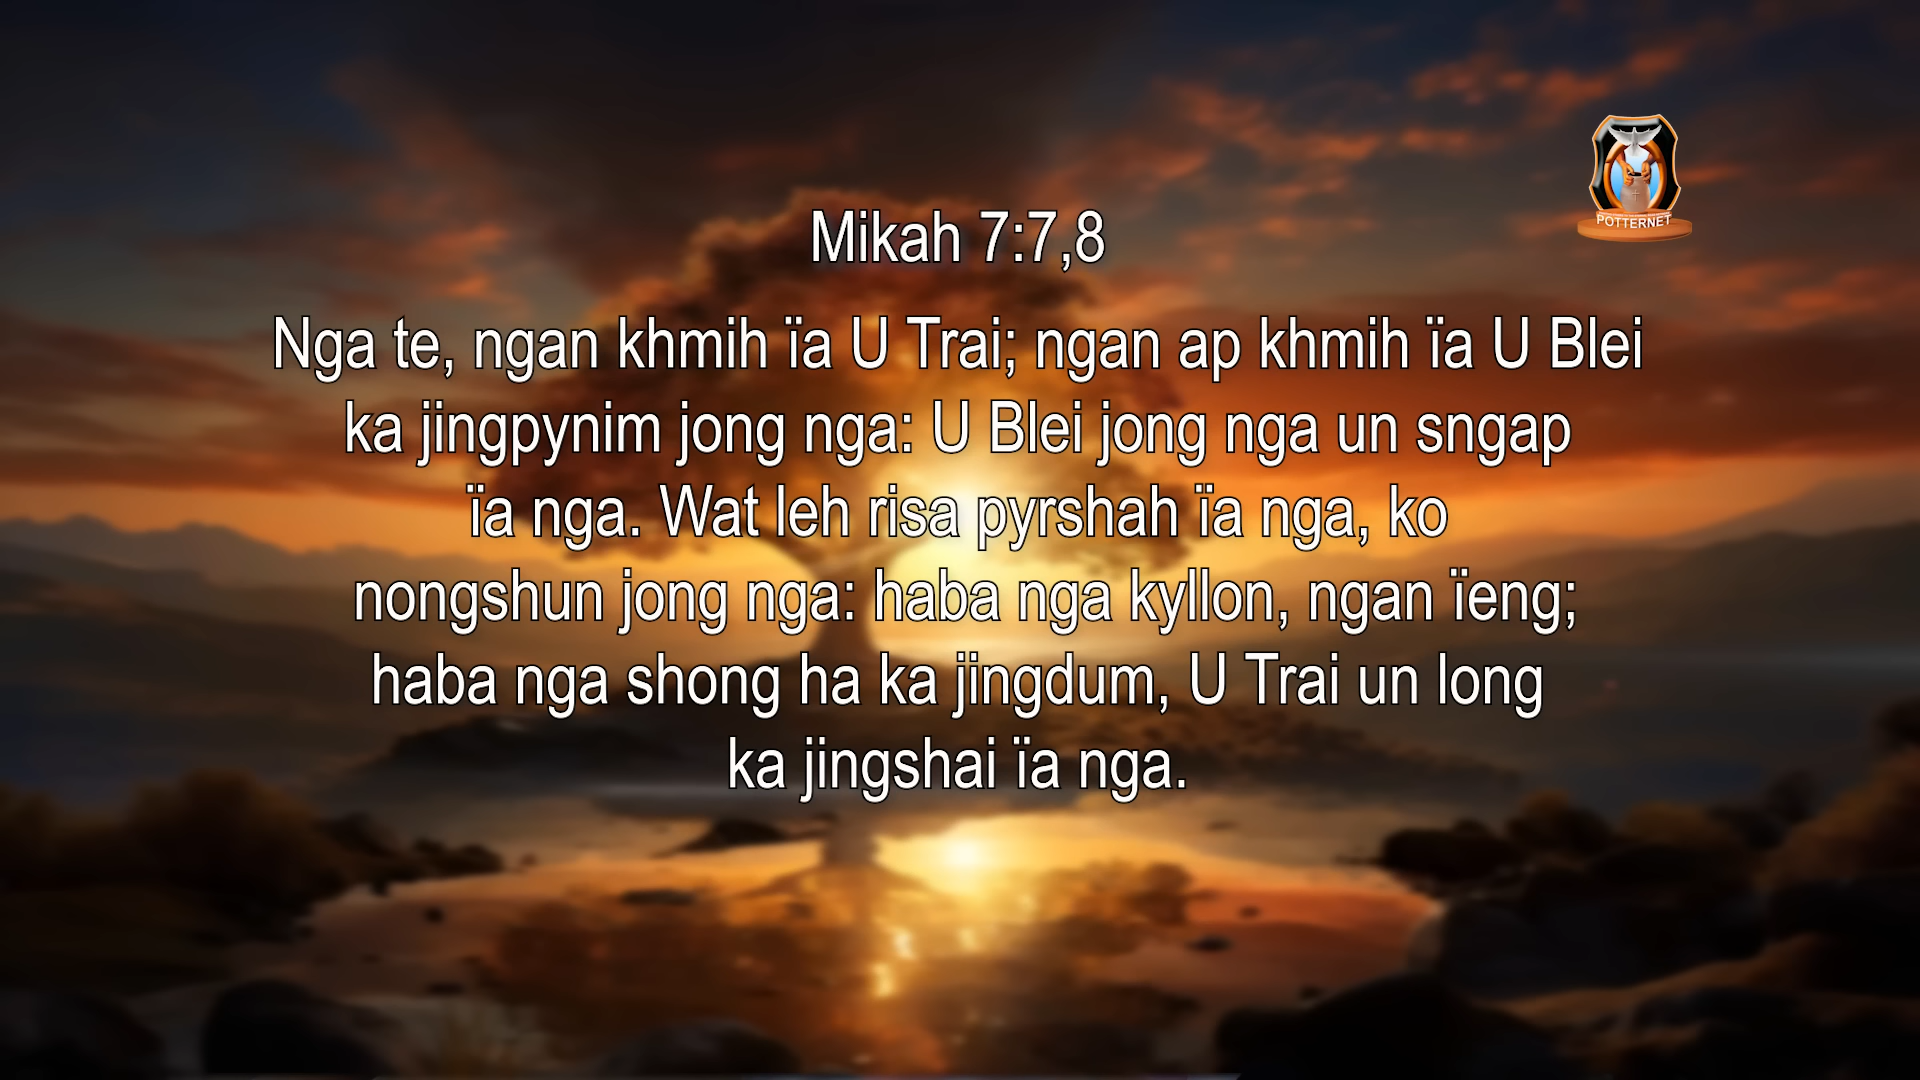 POTTERNET
Mikah 7:7,8
Nga te, ngan khmih ïa U Trai; ngan ap khmih ïa U Blei
ka jingpynim jong nga: U Blei jong nga un sngap
ïa nga. Wat leh risa pyrshah ïa nga, ko
nongshun jong nga: haba nga kyllon, ngan ïeng;
haba nga shong ha ka jingdum, U Trai un long
ka jingshai ïa nga.